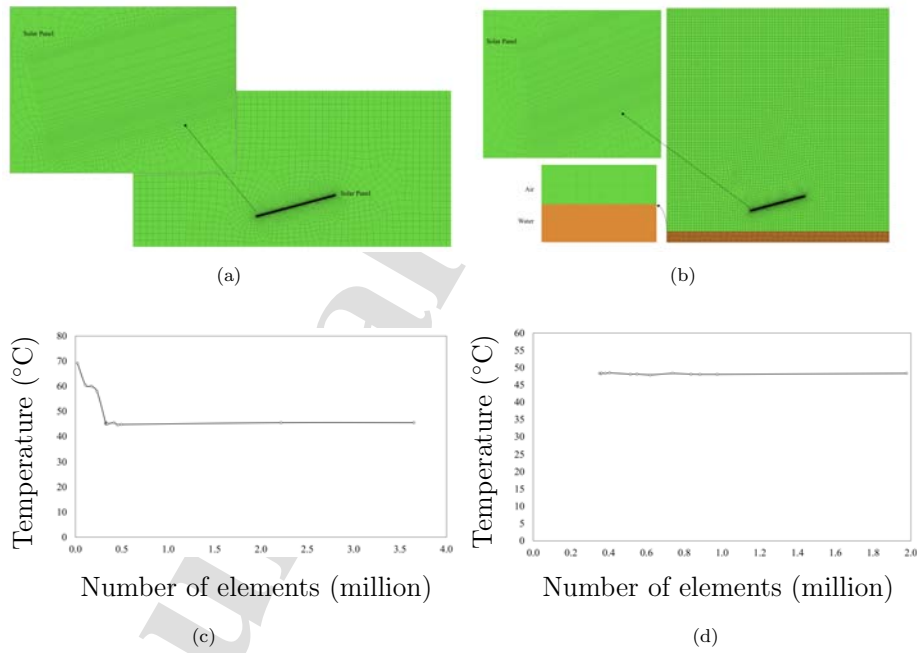 Solar Panel
Solar Panel
(a)
Solar Panel
Air
Water
(b)
Temperature (°C)
80
70
60
50
40
30
20
10
0
0.0 0.5 1.0 1.5 2.0 2.5 3.0 3.5 4.0
Number of elements (million)
(c)
Temperature (°C)
60
55
50
45
40
35
30
25
20
15
10
5
0
0.0 0.2 0.4 0.6 0.8 1.0 1.2 1.4 1.6 1.8 2.0
Number of elements (million)
(d)